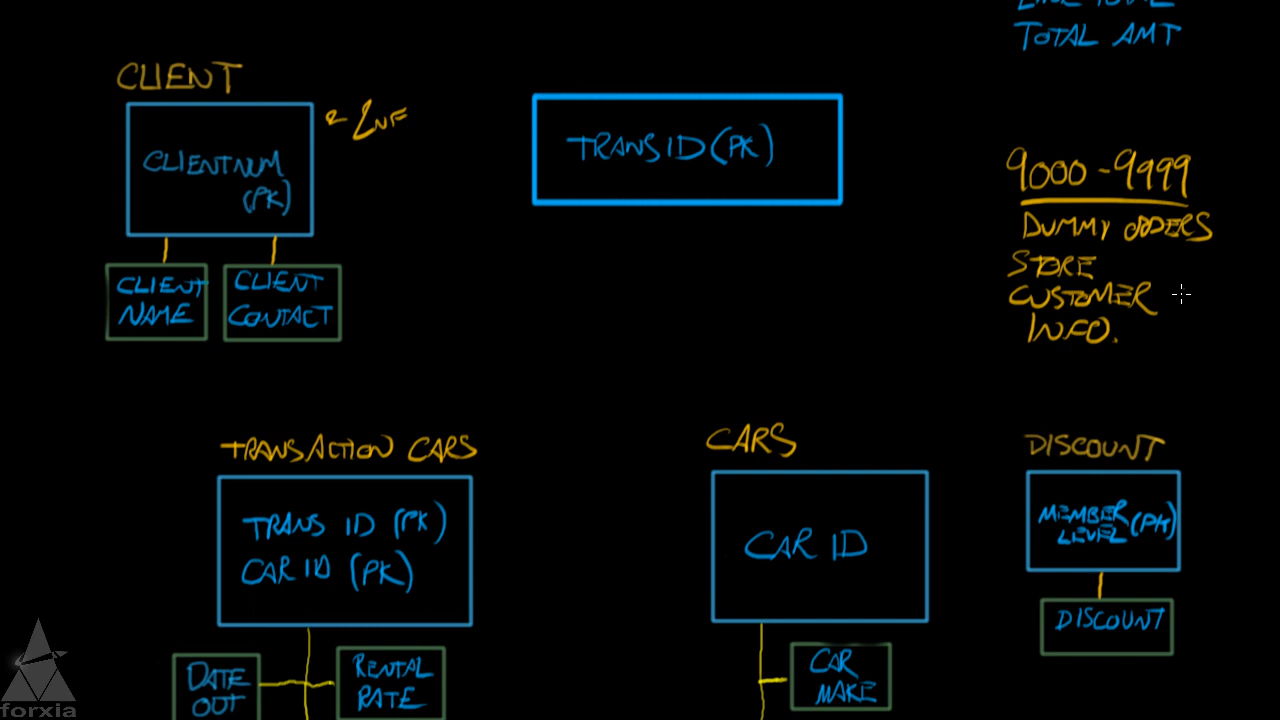 TOTAL AMT
CLIENT
CLIENTNUM
(PK)
2NF
CLIENT
NAME
CLIENT
CONTACT
TRANS ID (PK)
9000 - 9999
DUMMY ORDERS
STORE
CUSTOMER
INFO.
TRANSACTION CARS
TRANS ID (PK)
CAR ID (PK)
DATE
OUT
RENTAL
RATE
CARS
CAR ID
CAR
MAKE
DISCOUNT
MEMBER
LEVEL (PK)
DISCOUNT
forxia